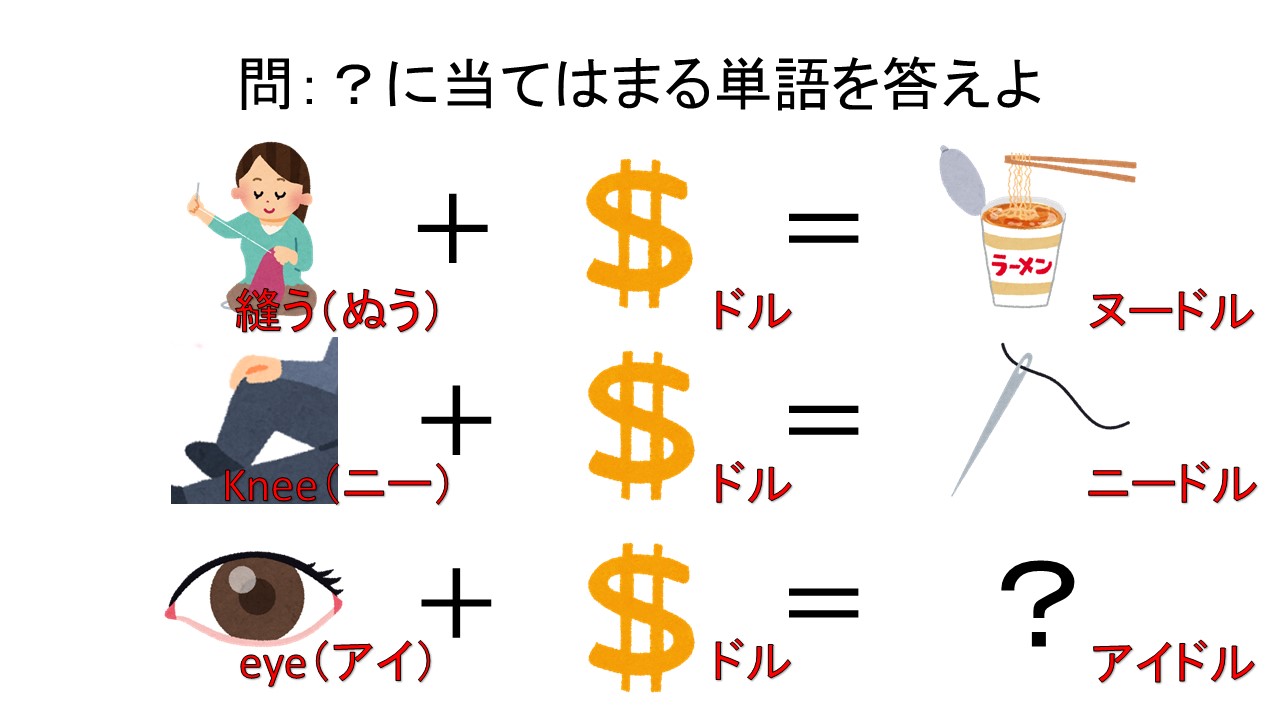 問：？に当てはまる単語を答えよ
＋ $ ＝ ラーメン
縫う（ぬう） ドル ヌードル
＋ $ ＝
Knee（ニー） ドル ニードル
＋ $ ＝ ？
eye（アイ） ドル アイドル